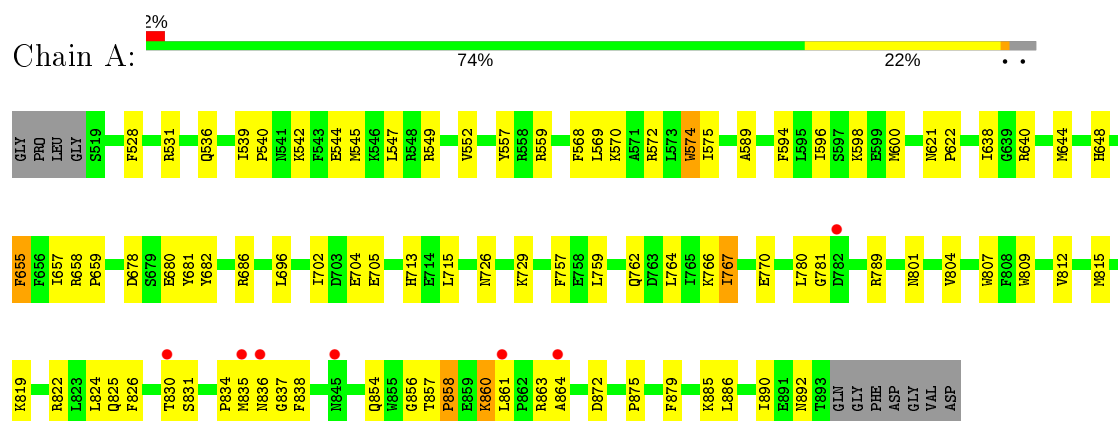 2%
Chain A:
74% 22% • •
GLY PRO LEU GLY S519 F528 R531 Q536 I539 P540 N541 K542 F543 E544 M545 K546 L547 R548 R549 V552 Y557 R558 R559 F568 L569 K570 A571 R572 L573 W574 I575 A589 F594 L595 I596 S597 K598 E599 M600 N621 P622 I638 G639 R640 M644 H648
F655 F656 I657 R658 P659 D678 S679 E680 Y681 Y682 R686 L696 I702 D703 E704 E705 H713 E714 L715 N726 K729 F757 E758 L759 Q762 D763 L764 I765 K766 I767 E770 L780 G781 D782 R789 N801 V804 W807 F808 W809 V812 M815
K819 R822 L823 L824 Q825 F826 T830 S831 P834 M835 N836 G837 F838 N845 Q854 W855 G856 T857 P858 E859 K860 L861 P862 R863 A864 D872 P875 F879 K885 L886 I890 E891 N892 T893 GLN GLY PHE ASP GLY VAL ASP